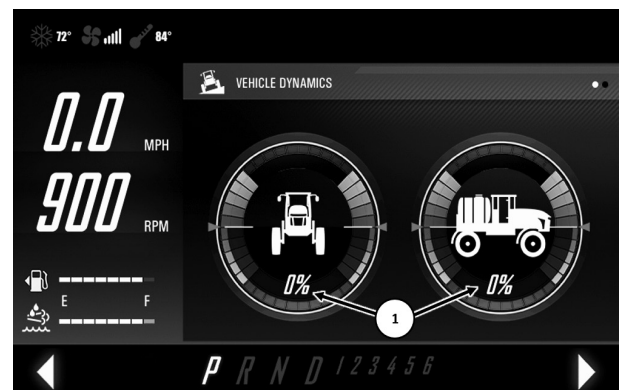 72° 84°
VEHICLE DYNAMICS
0.0 MPH
900 RPM
E F
0% 0%
1
P R N D 1 2 3 4 5 6